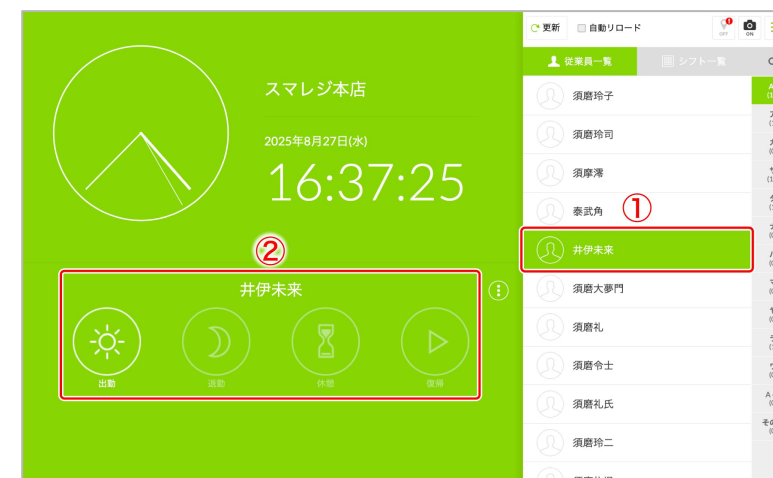 スマレジ本店
2025年8月27日(水)
16:37:25
②
井伊未来
出勤
退勤
休憩
復帰
更新
自動リロード
OFF
ON
従業員一覧
シフト一覧
須磨玲子
須磨玲司
須摩澪
泰武角
①
井伊未来
須磨大夢門
須磨礼
須磨令士
須磨礼氏
須磨玲二